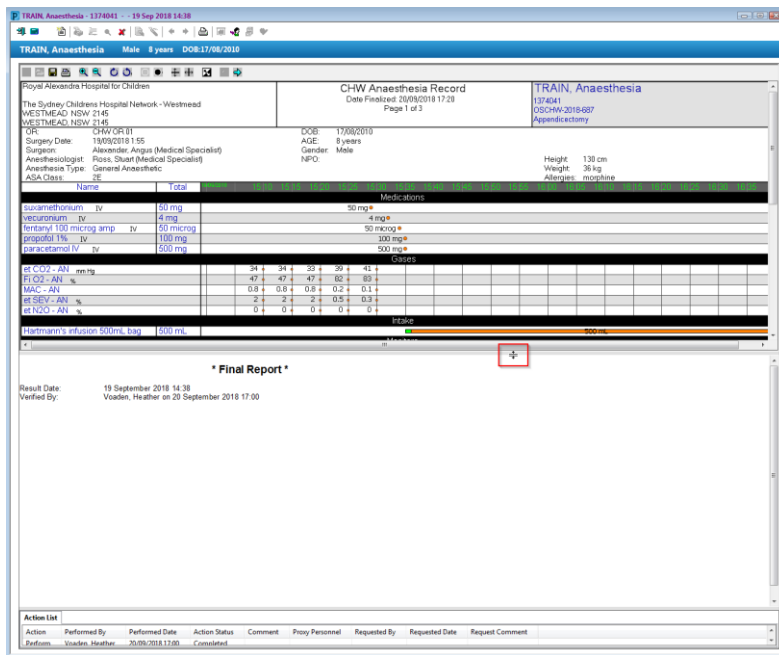 TRAIN, Anaesthesia - 1374041 - - 19 Sep 2018 14:38
TRAIN, Anaesthesia Male 8 years DOB:17/08/2010
Royal Alexandra Hospital for Children
The Sydney Childrens Hospital Network - Westmead
WESTMEAD NSW 2145
WESTMEAD, NSW 2145
CHW Anaesthesia Record
Date Finalized: 20/09/2018 17:28
Page 1 of 3
TRAIN, Anaesthesia
1374041
OSCHW-2018-687
Appendicectomy
OR: CHW OR 01 DOB: 17/08/2010
Surgery Date: 19/09/2018 1:55 AGE: 8 years
Surgeon: Alexander, Angus (Medical Specialist) Gender: Male
Anesthesiologist: Ross, Stuart (Medical Specialist) NPO: Height: 130 cm
Anesthesia Type: General Anaesthetic Weight: 36 kg
ASA Class: 2E Allergies: morphine
Name Total 15:10 15:15 15:20 15:25 15:30 15:35 15:40 15:45 15:50 15:55 16:00 16:05 16:10 16:15 16:20 16:25 16:30 16:35
Medications
suxamethonium IV 50 mg 50 mg
vecuronium IV 4 mg 4 mg
fentanyl 100 microg amp IV 50 microg 50 microg
propofol 1% IV 100 mg 100 mg
paracetamol IV IV 500 mg 500 mg
Gases
et CO2 - AN mm Hg 34 34 33 39 41
Fi O2 - AN % 47 47 47 82 83
MAC - AN 0.8 0.8 0.8 0.2 0.1
et SEV - AN % 2 2 2 0.5 0.3
et N2O - AN % 0 0 0 0 0
Intake
Hartmann's infusion 500mL bag 500 mL 500 mL
* Final Report *
Result Date: 19 September 2018 14:38
Verified By: Voaden, Heather on 20 September 2018 17:00
Action List
Action Performed By Performed Date Action Status Comment Proxy Personnel Requested By Requested Date Request Comment
Perform Voaden, Heather 20/09/2018 17:00 Completed